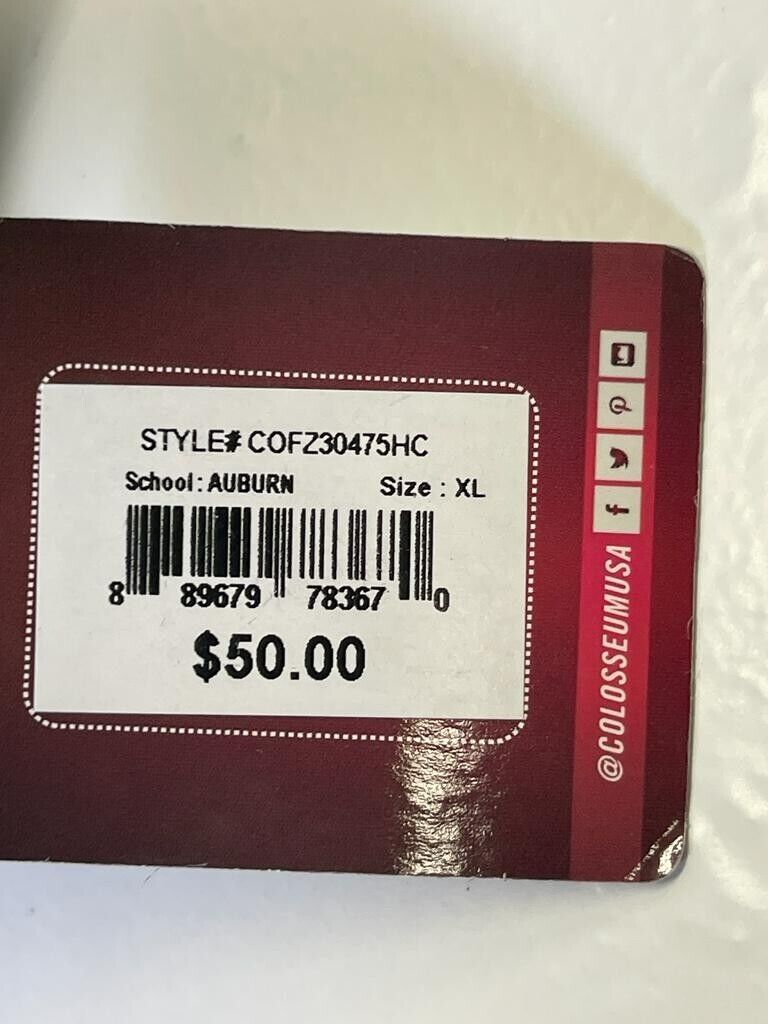 STYLE# COFZ30475HC
School: AUBURN Size : XL
8 89679 78367 0
$50.00
@COLOSSEUMUSA